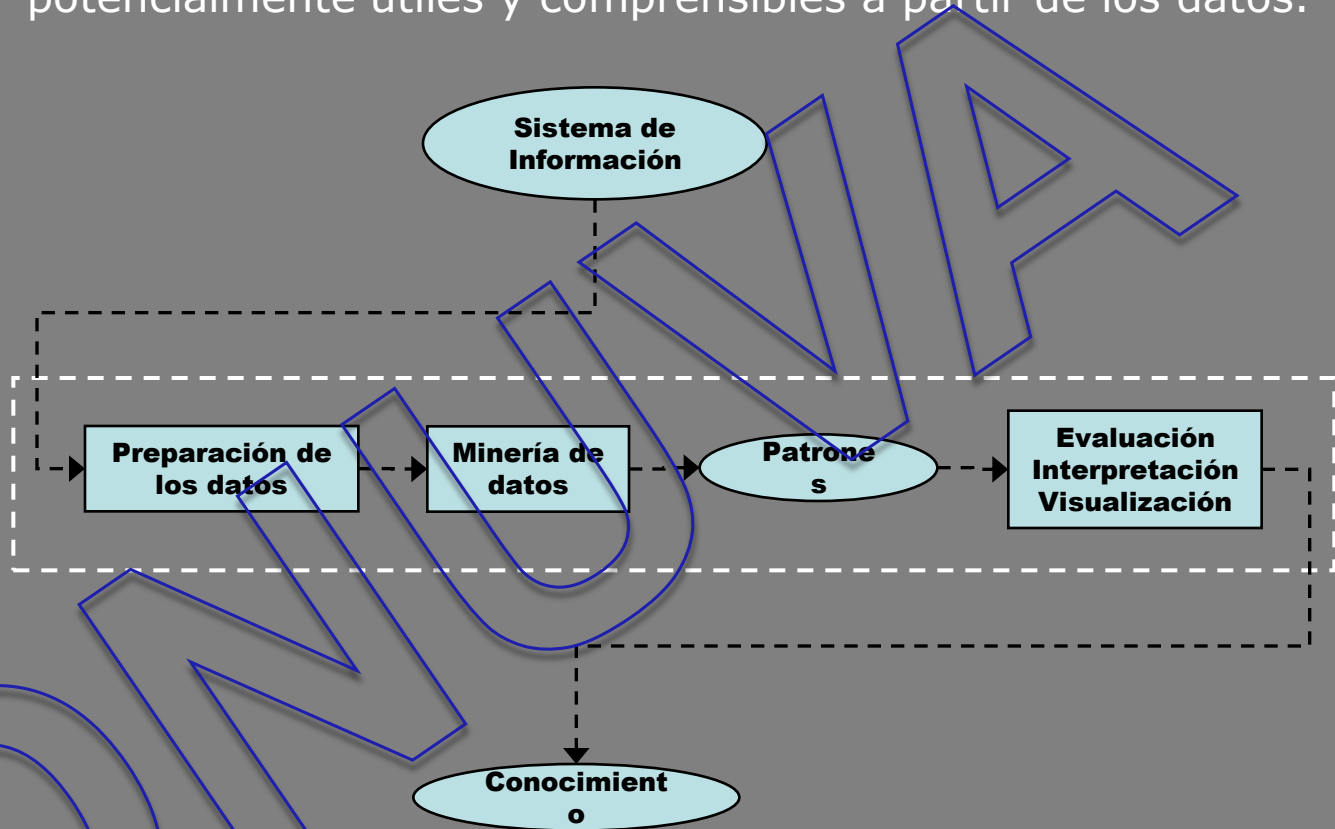 potencialmente útiles y comprensibles a partir de los datos.
Sistema de
Información
Preparación de
los datos
Minería de
datos
Patrone
s
Evaluación
Interpretación
Visualización
Conocimient
o
NUVA